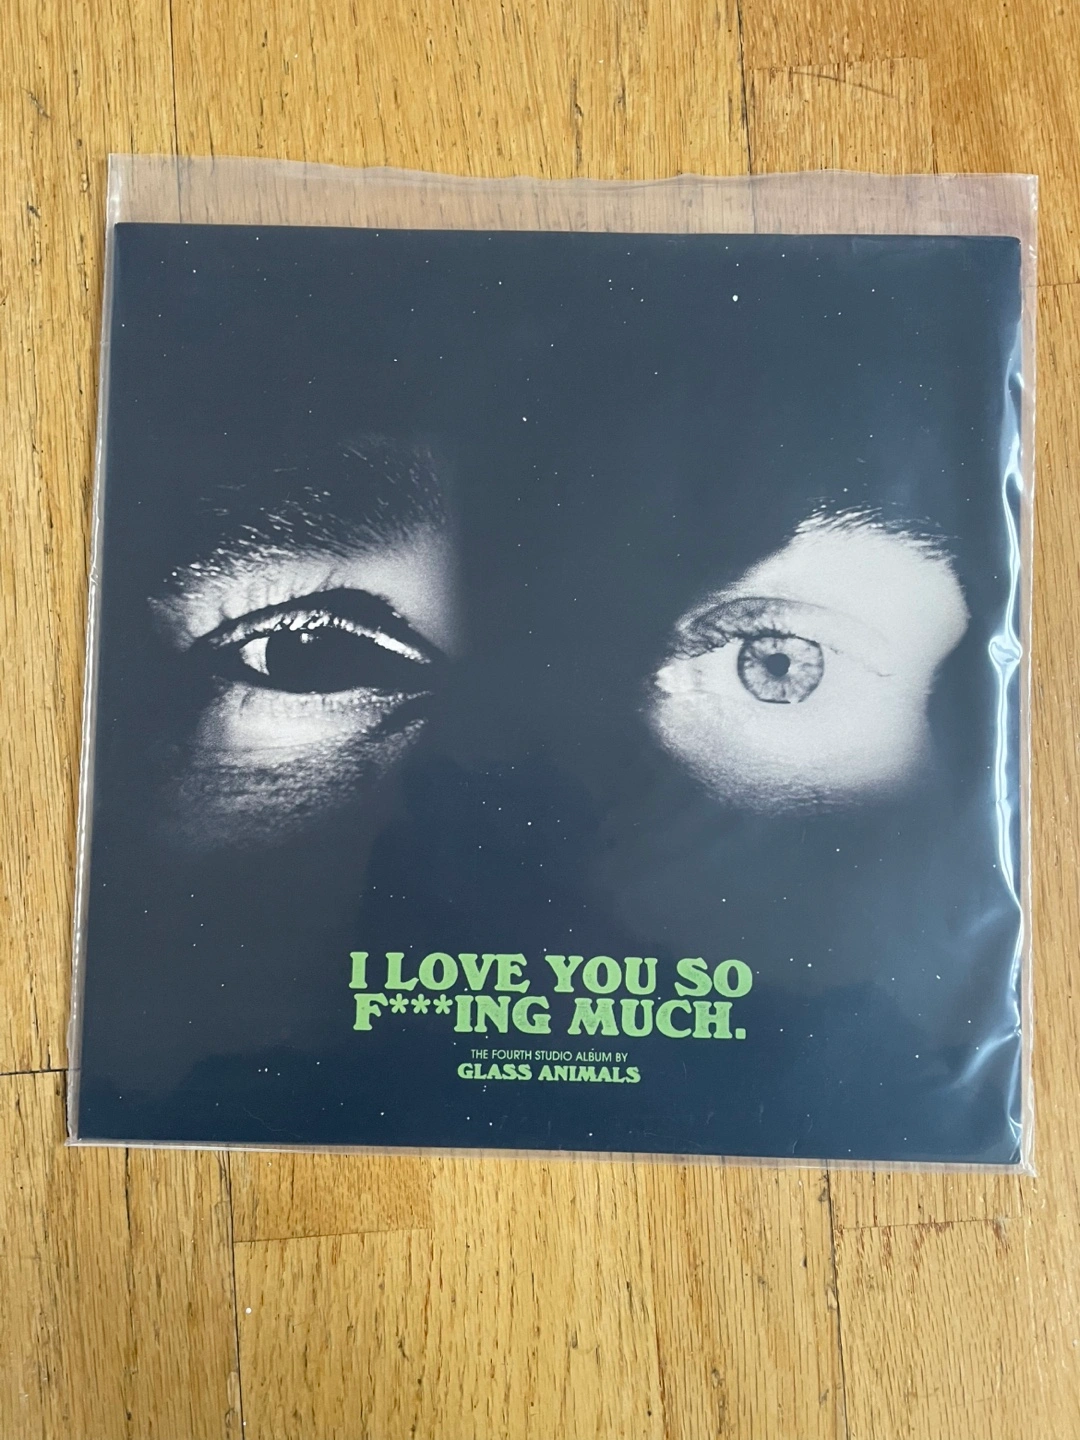 I LOVE YOU SO
F***ING MUCH.
THE FOURTH STUDIO ALBUM BY
GLASS ANIMALS